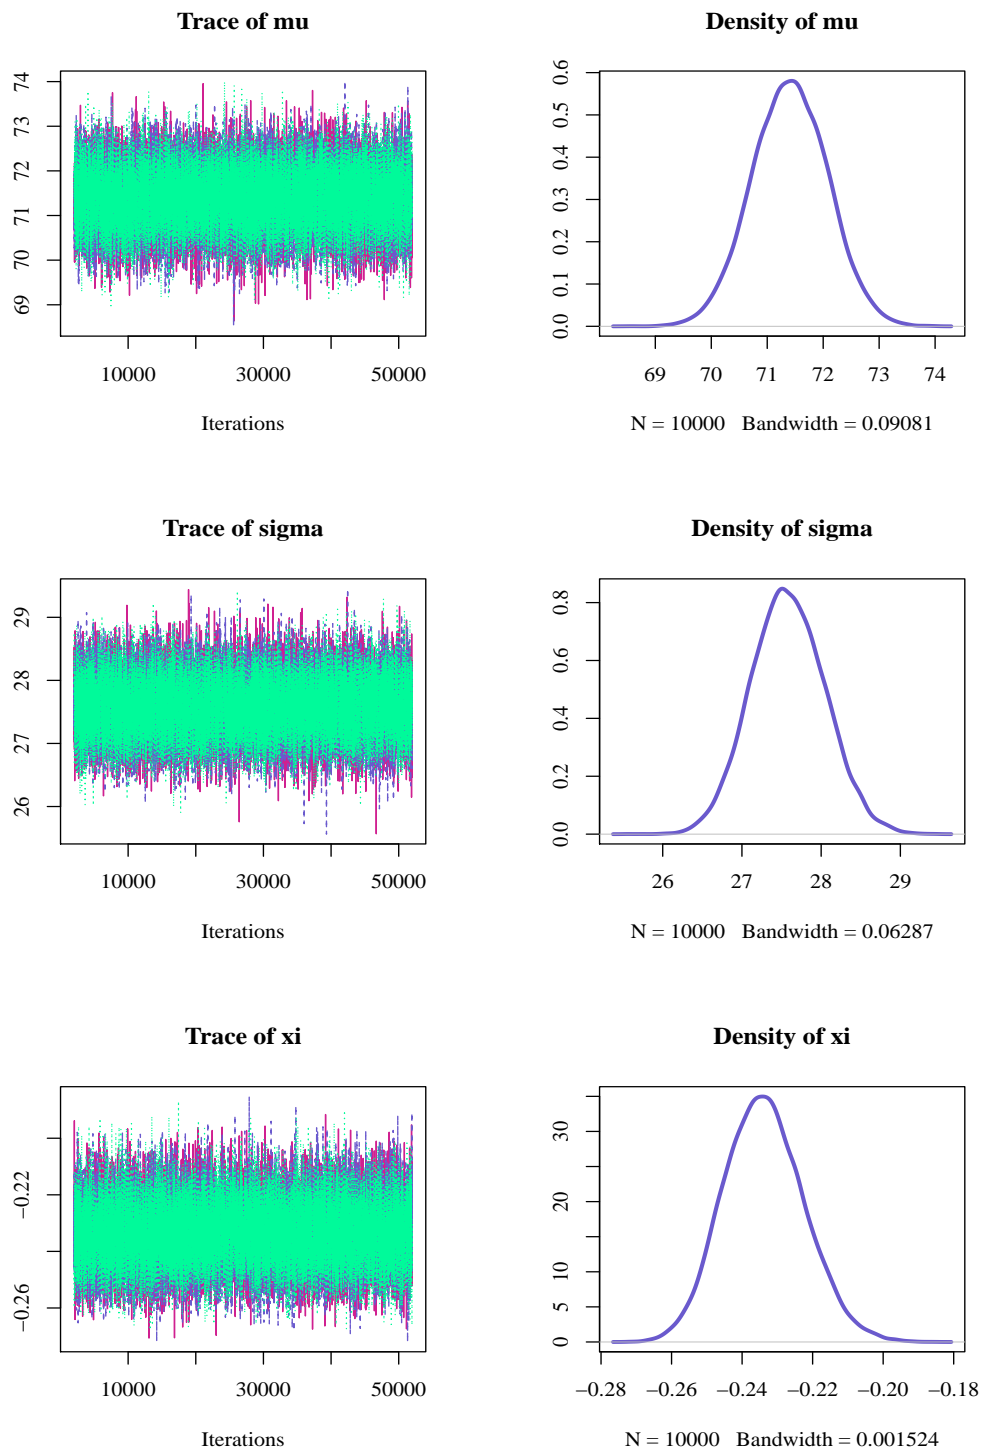 Trace of mu
74
73
72
71
70
69
10000 30000 50000
Iterations
Density of mu
0.6
0.5
0.4
0.3
0.2
0.1
0.0
69 70 71 72 73 74
N = 10000 Bandwidth = 0.09081
Trace of sigma
29
28
27
26
10000 30000 50000
Iterations
Density of sigma
0.8
0.6
0.4
0.2
0.0
26 27 28 29
N = 10000 Bandwidth = 0.06287
Trace of xi
−0.22
−0.26
10000 30000 50000
Iterations
Density of xi
30
20
10
5
0
−0.28 −0.26 −0.24 −0.22 −0.20 −0.18
N = 10000 Bandwidth = 0.001524